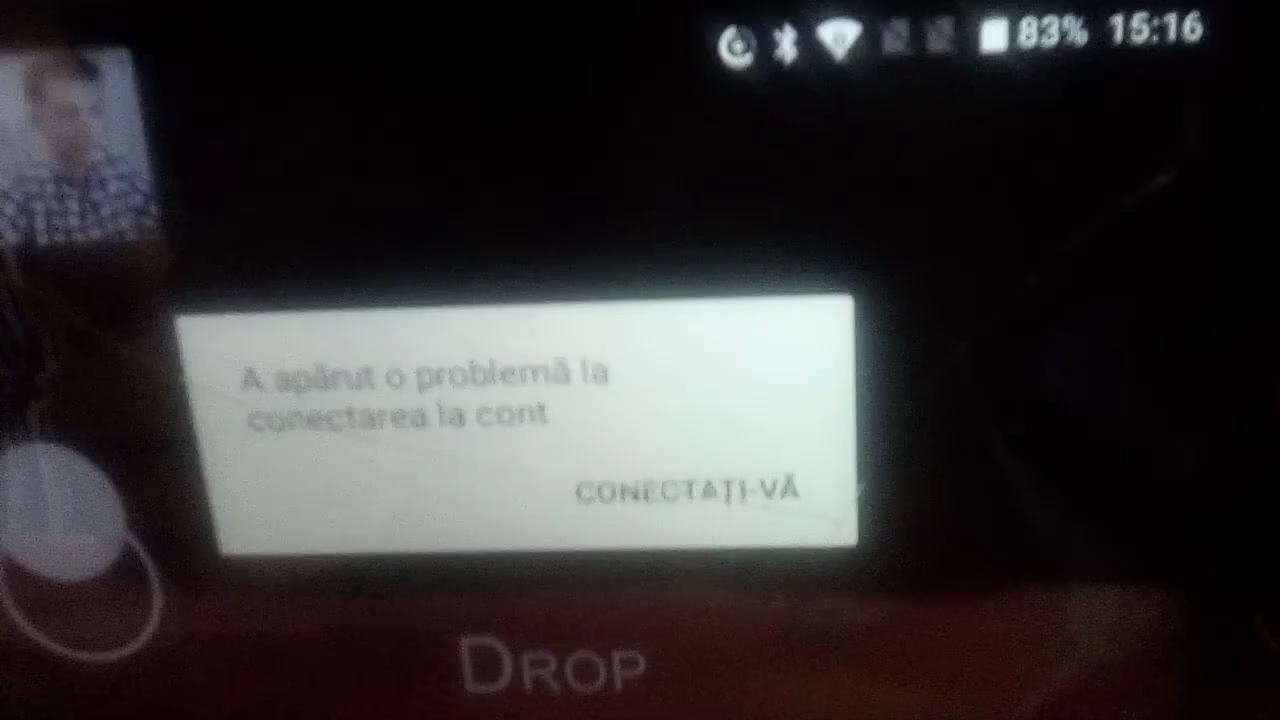 83% 15:16
A apărut o problemă la
conectarea la cont
CONECTAȚI-VĂ
DROP